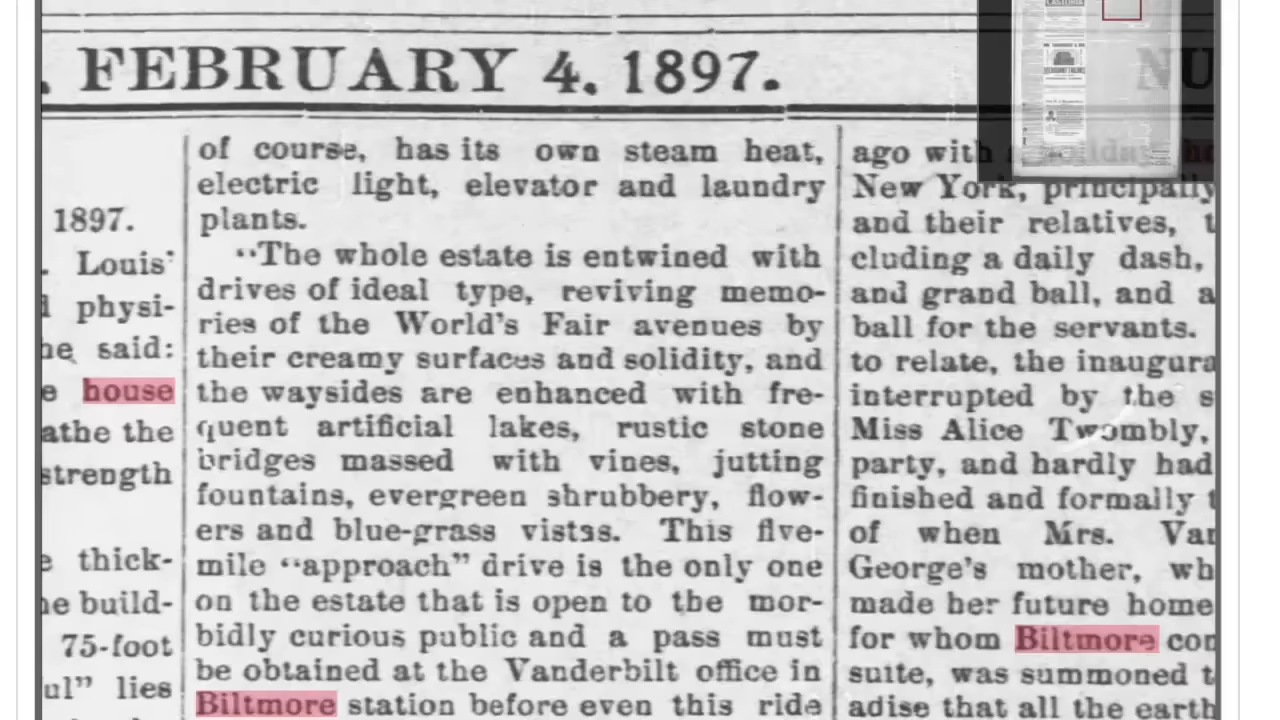 . FEBRUARY 4, 1897.
1897.
. Louis'
physi-
said:
house
the
strength
thick-
build-
75-foot
lies
of course, has its own steam heat,
electric light, elevator and laundry
plants.
"The whole estate is entwined with
drives of ideal type, reviving memo-
ries of the World's Fair avenues by
their creamy surfaces and solidity, and
the waysides are enhanced with fre-
quent artificial lakes, rustic stone
bridges massed with vines, jutting
fountains, evergreen shrubbery, flow-
ers and blue-grass vistas. This five-
mile "approach" drive is the only one
on the estate that is open to the mor-
bidly curious public and a pass must
be obtained at the Vanderbilt office in
Biltmore station before even this ride
ago with a holiday
New York, principally
and their relatives,
cluding a daily dash,
and grand ball, and a
ball for the servants.
to relate, the inaugura
interrupted by the s
Miss Alice Twombly,
party, and hardly had
finished and formally t
of when Mrs. Van
George's mother, wh
made her future home
for whom Biltmore con
suite, was summoned t
adise that all the earth